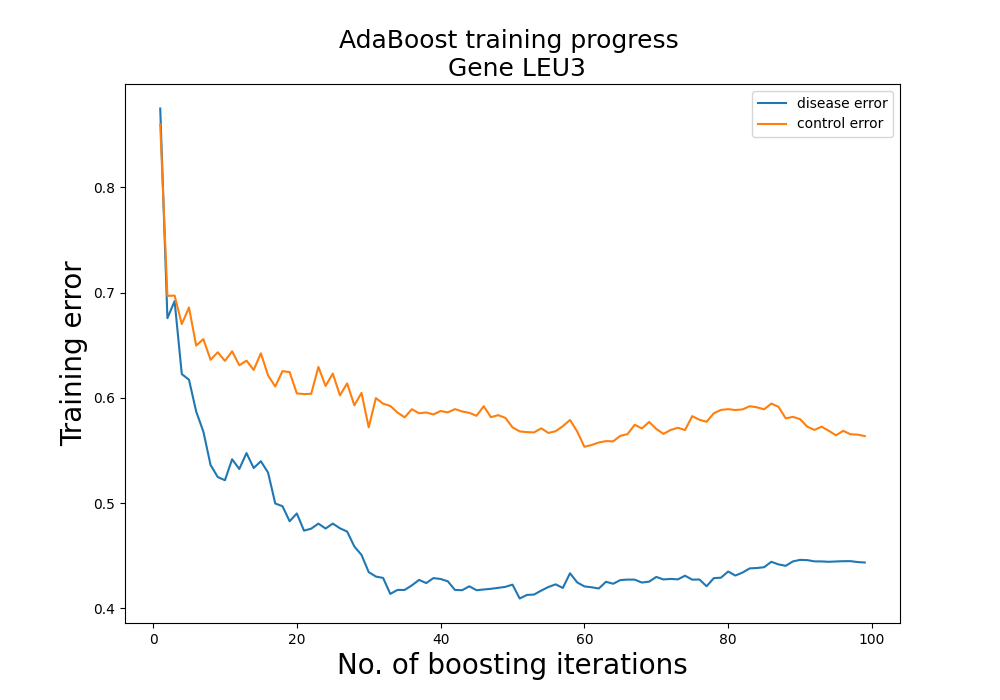 AdaBoost training progress
Gene LEU3
disease error
control error
Training error
0.8
0.7
0.6
0.5
0.4
0 20 40 60 80 100
No. of boosting iterations